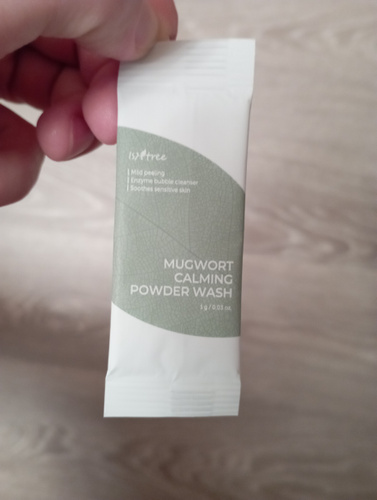 isntree
Mild peeling
Enzyme bubble cleanser
Soothes sensitive skin
MUGWORT
CALMING
POWDER WASH
1 g / 0.03 oz.